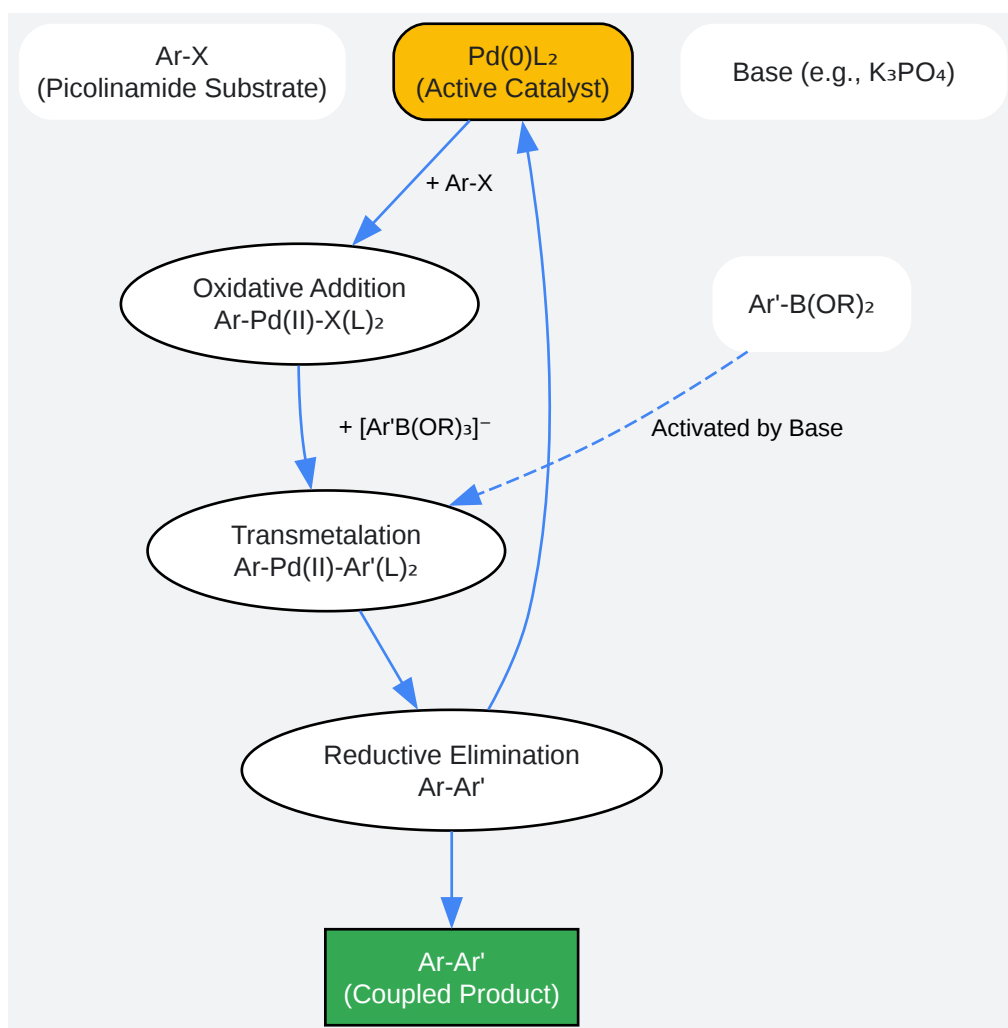 Ar-X
(Picolinamide Substrate)
Pd(0)L₂
(Active Catalyst)
Base (e.g., K₃PO₄)
+ Ar-X
Oxidative Addition
Ar-Pd(II)-X(L)₂
Ar'-B(OR)₂
+ [Ar'B(OR)₃]⁻
Activated by Base
Transmetalation
Ar-Pd(II)-Ar'(L)₂
Reductive Elimination
Ar-Ar'
Ar-Ar'
(Coupled Product)